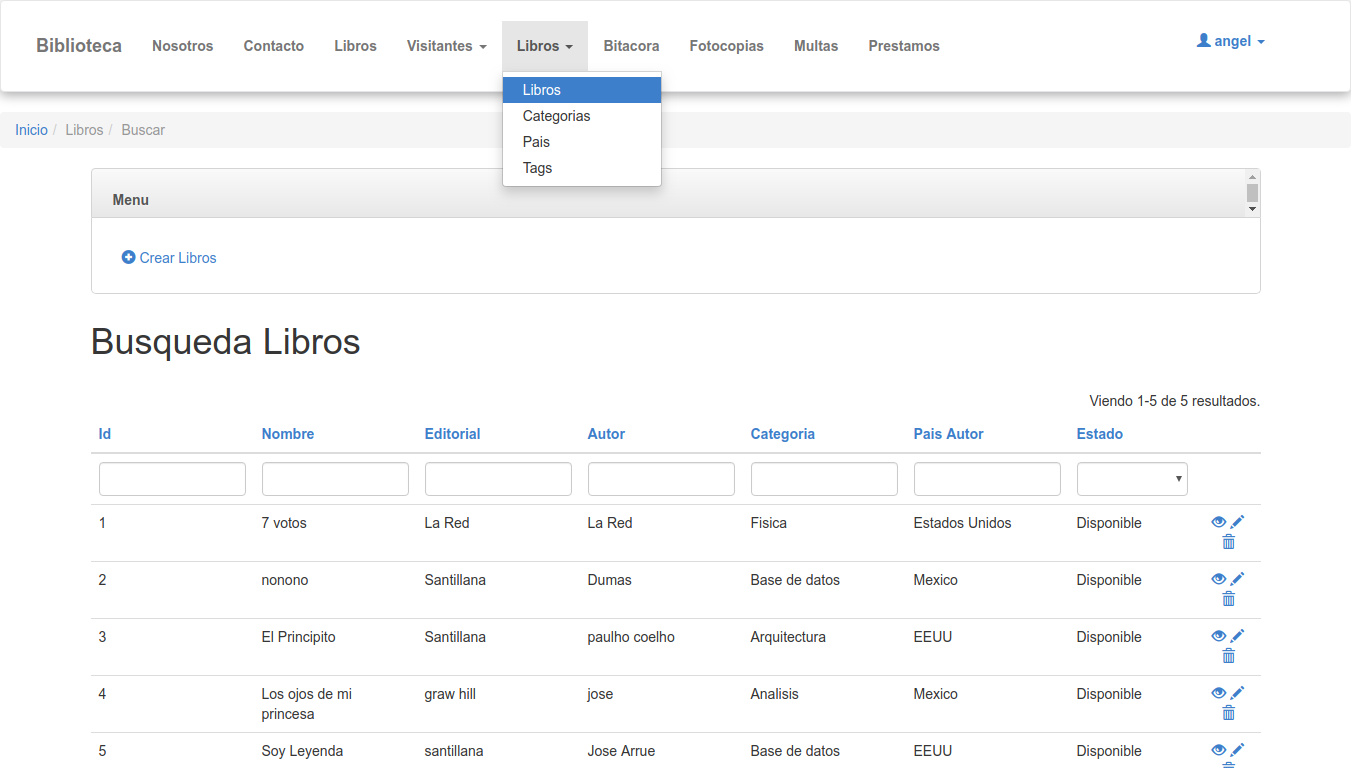 Biblioteca Nosotros Contacto Libros Visitantes Libros Bitacora Fotocopias Multas Prestamos angel
Libros
Categorias
Pais
Tags
Inicio / Libros / Buscar
Menu
Crear Libros
Busqueda Libros
Viendo 1-5 de 5 resultados.
Id Nombre Editorial Autor Categoria Pais Autor Estado
1 7 votos La Red La Red Fisica Estados Unidos Disponible
2 nonono Santillana Dumas Base de datos Mexico Disponible
3 El Principito Santillana paulho coelho Arquitectura EEUU Disponible
4 Los ojos de mi graw hill jose Analisis Mexico Disponible
princesa
5 Soy Leyenda santillana Jose Arrue Base de datos EEUU Disponible